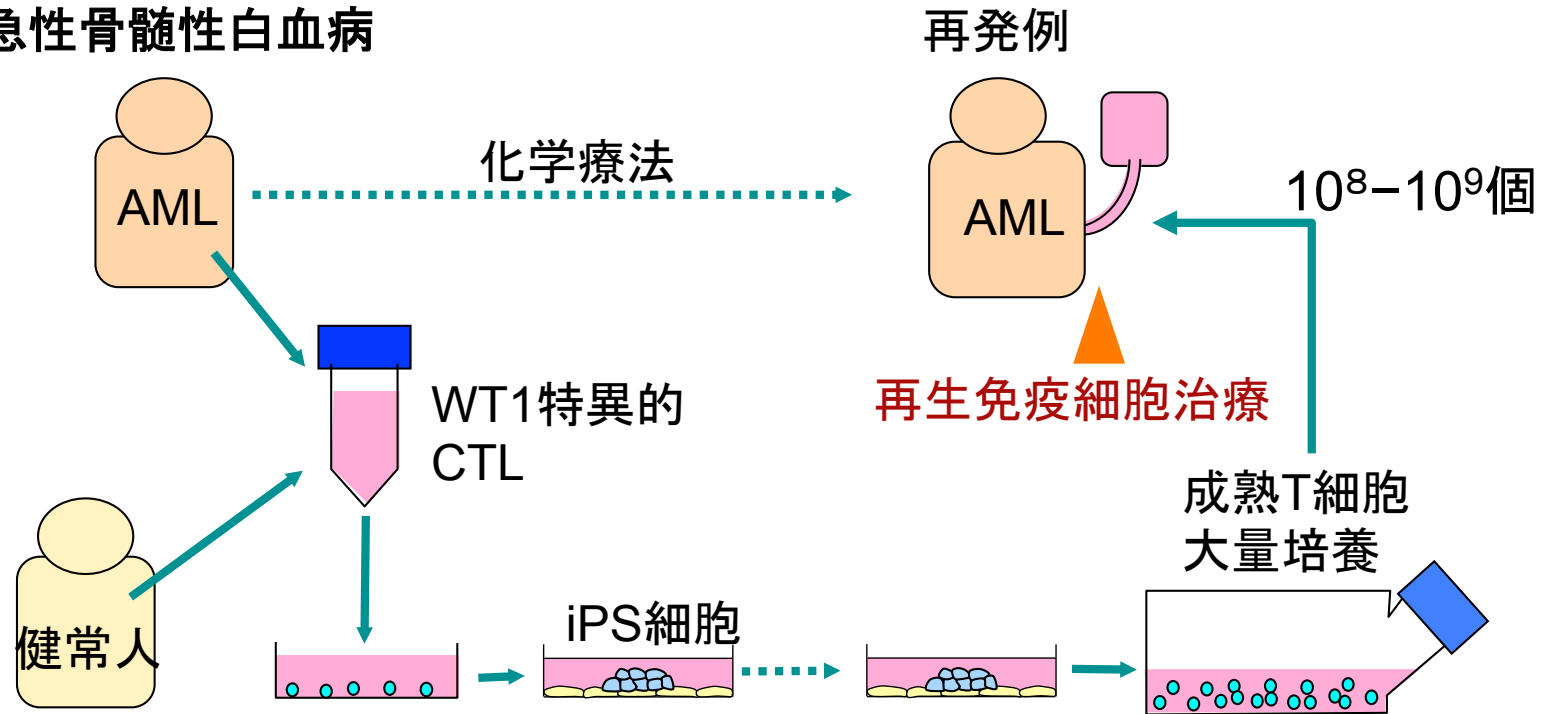 急性骨髄性白血病
再発例
化学療法
AML
AML
10⁸−10⁹個
WT1特異的
CTL
再生免疫細胞治療
成熟T細胞
大量培養
iPS細胞
健常人